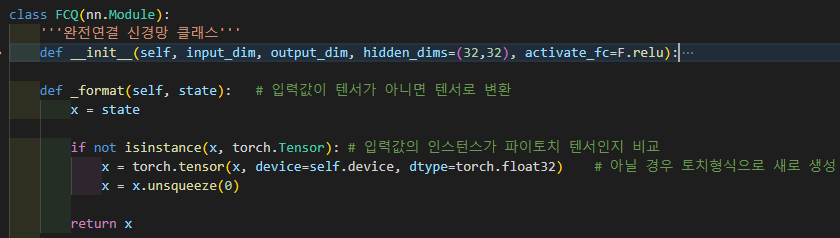 class FCQ(nn.Module):
    '''완전연결 신경망 클래스'''
    def __init__(self, input_dim, output_dim, hidden_dims=(32,32), activate_fc=F.relu):…
    def _format(self, state):   # 입력값이 텐서가 아니면 텐서로 변환
        x = state
        if not isinstance(x, torch.Tensor): # 입력값의 인스턴스가 파이토치 텐서인지 비교
            x = torch.tensor(x, device=self.device, dtype=torch.float32)    # 아닐 경우 토치형식으로 새로 생성
            x = x.unsqueeze(0)
        return x